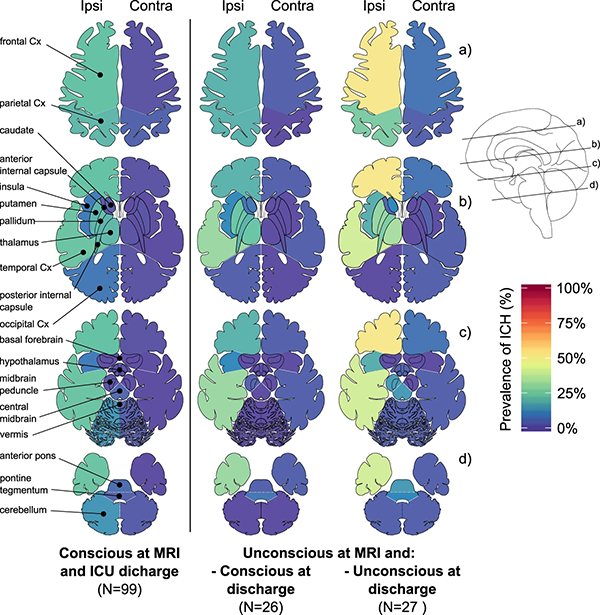 Ipsi Contra Ipsi Contra Ipsi Contra
frontal Cx
a)
parietal Cx
caudate
anterior
internal capsule
insula
putamen
pallidum
thalamus
temporal Cx
posterior internal
capsule
occipital Cx
b)
basal forebrain
hypothalamus
midbrain
peduncle
central
midbrain
vermis
c)
anterior pons
pontine
tegmentum
cerebellum
d)
a)
b)
c)
d)
Prevalence of ICH (%)
100%
75%
50%
25%
0%
Conscious at MRI
and ICU dicharge
(N=99)
Unconscious at MRI and:
- Conscious at
discharge
(N=26)
- Unconscious at
discharge
(N=27 )